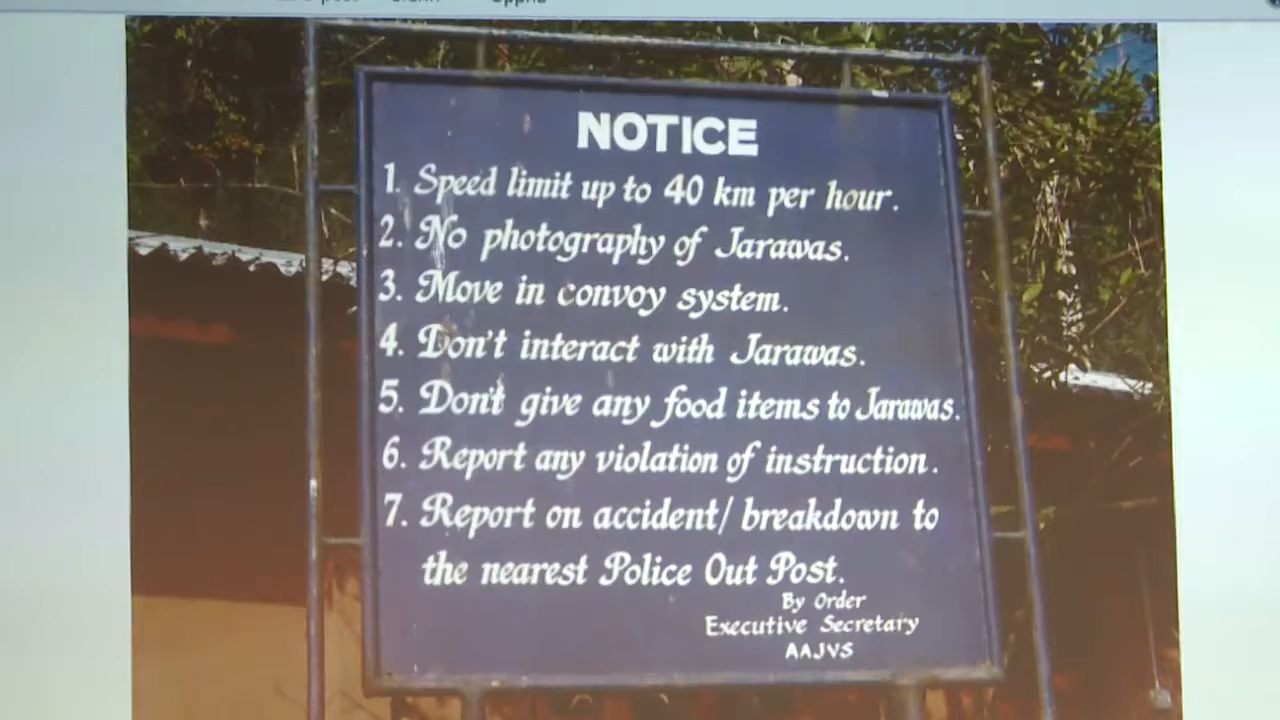 NOTICE
1. Speed limit up to 40 km per hour.
2. No photography of Jarawas.
3. Move in convoy system.
4. Don't interact with Jarawas.
5. Don't give any food items to Jarawas.
6. Report any violation of instruction.
7. Report on accident/ breakdown to
the nearest Police Out Post.
By Order
Executive Secretary
AAJVS